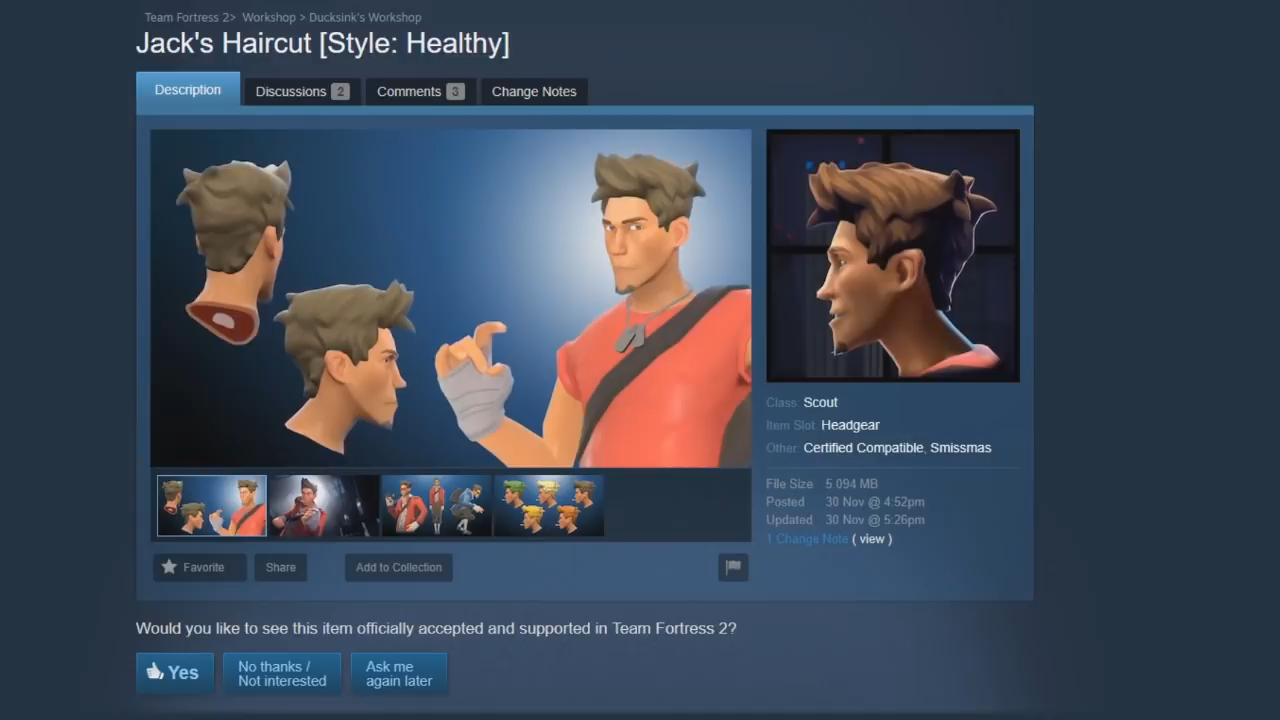 Team Fortress 2> Workshop > Ducksink's Workshop
Jack's Haircut [Style: Healthy]
Description
Discussions 2
Comments 3
Change Notes
Class: Scout
Item Slot: Headgear
Other: Certified Compatible, Smissmas
File Size 5 094 MB
Posted 30 Nov @ 4:52pm
Updated 30 Nov @ 5:26pm
1 Change Note ( view )
Favorite
Share
Add to Collection
Would you like to see this item officially accepted and supported in Team Fortress 2?
Yes
No thanks /
Not interested
Ask me
again later